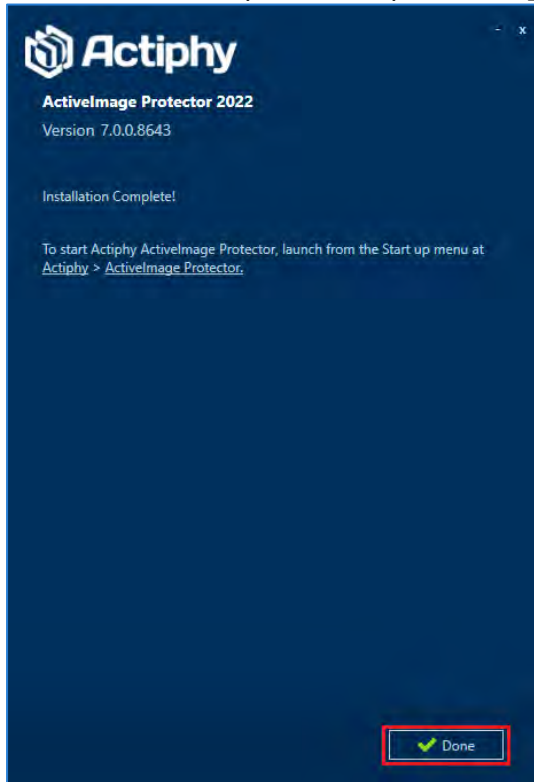 Actiphy
- x
ActiveImage Protector 2022
Version 7.0.0.8643
Installation Complete!
To start Actiphy ActiveImage Protector, launch from the Start up menu at
Actiphy > ActiveImage Protector.
Done